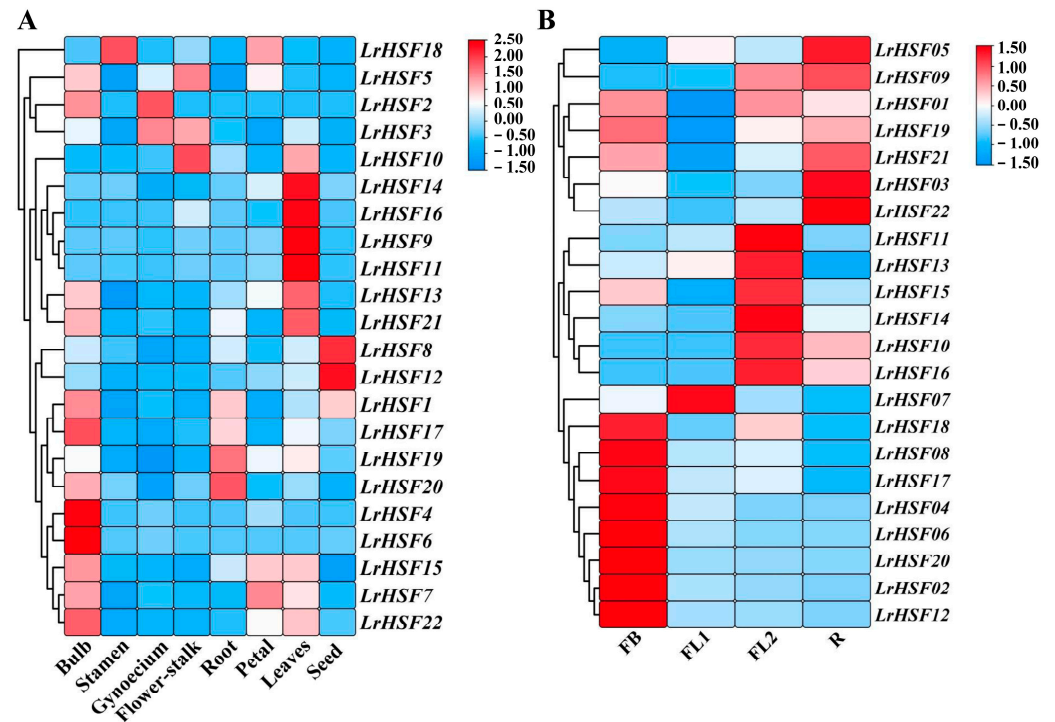 A
LrHSF18
LrHSF5
LrHSF2
LrHSF3
LrHSF10
LrHSF14
LrHSF16
LrHSF9
LrHSF11
LrHSF13
LrHSF21
LrHSF8
LrHSF12
LrHSF1
LrHSF17
LrHSF19
LrHSF20
LrHSF4
LrHSF6
LrHSF15
LrHSF7
LrHSF22
Bulb
Stamen
Gynoecium
Flower-stalk
Root
Petal
Leaves
Seed
2.50
2.00
1.50
1.00
0.50
0.00
− 0.50
− 1.00
− 1.50
B
LrHSF05
LrHSF09
LrHSF01
LrHSF19
LrHSF21
LrHSF03
LrHSF22
LrHSF11
LrHSF13
LrHSF15
LrHSF14
LrHSF10
LrHSF16
LrHSF07
LrHSF18
LrHSF08
LrHSF17
LrHSF04
LrHSF06
LrHSF20
LrHSF02
LrHSF12
FB
FL1
FL2
R
1.50
1.00
0.50
0.00
− 0.50
− 1.00
− 1.50